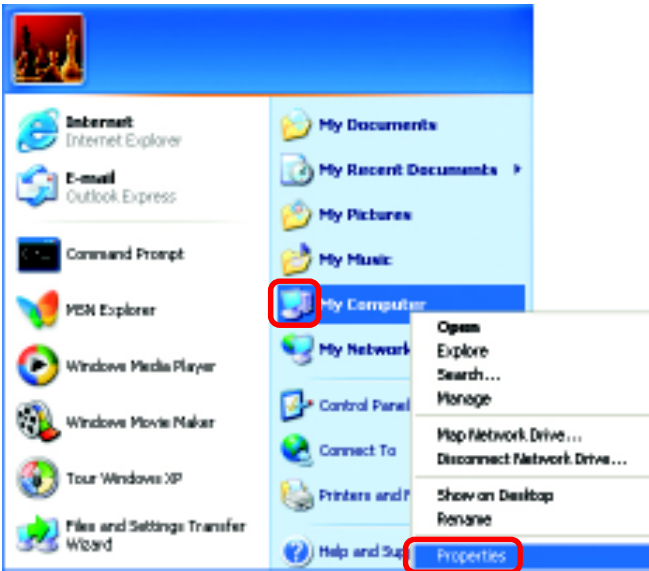 Internet
Internet Explorer
E-mail
Outlook Express
Command Prompt
MSN Explorer
Windows Media Player
Windows Movie Maker
Tour Windows XP
Files and Settings Transfer
Wizard
My Documents
My Recent Documents
My Pictures
My Music
My Computer
My Network
Control Panel
Connect To
Printers and F
Help and Sup
Open
Explore
Search...
Manage
Map Network Drive...
Disconnect Network Drive...
Show on Desktop
Rename
Properties